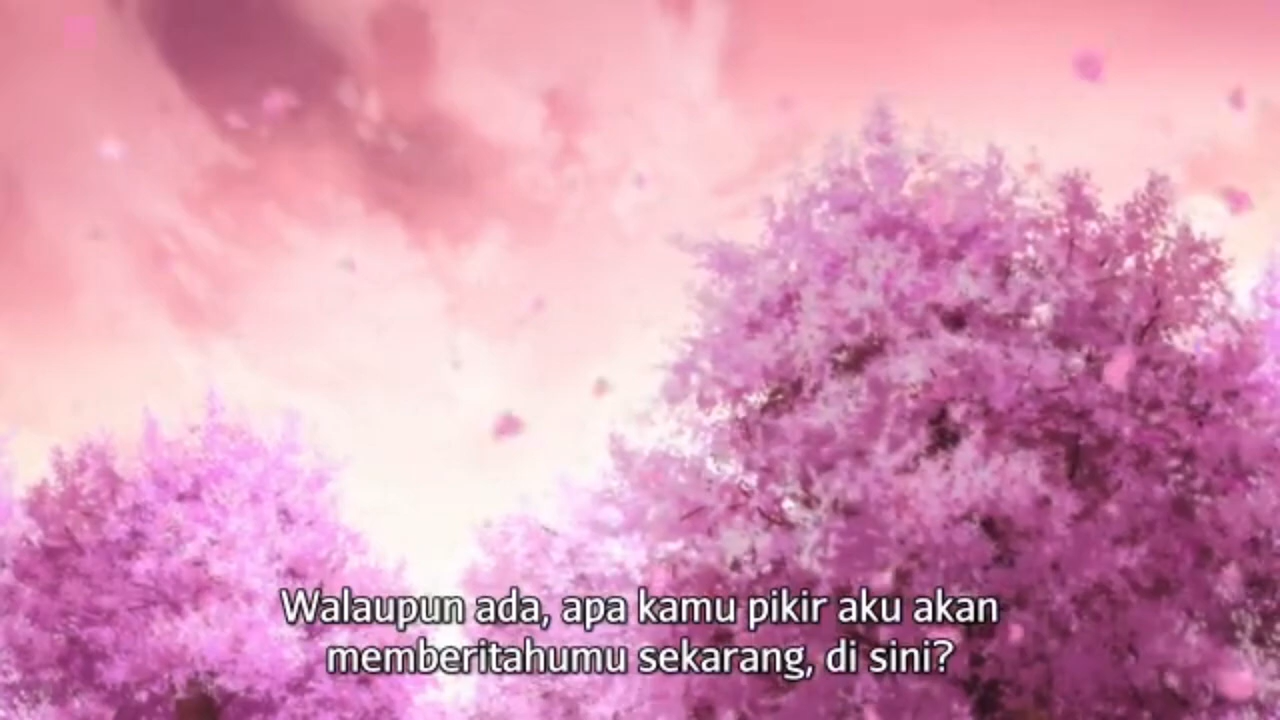 Walaupun ada, apa kamu pikir aku akan
memberitahumu sekarang, di sini?